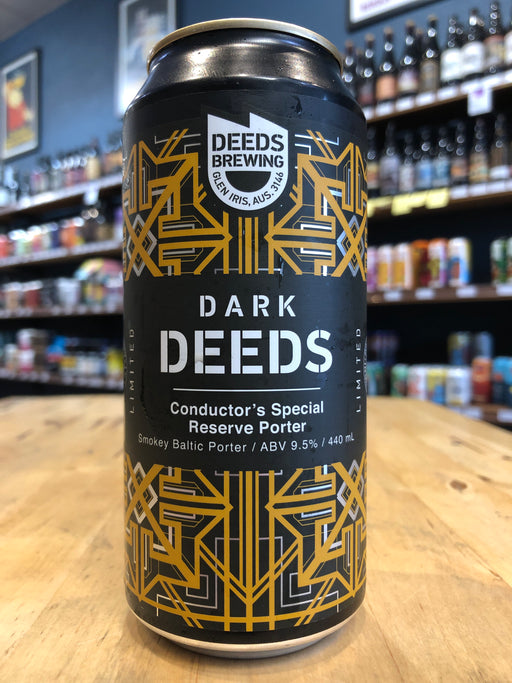 DEEDS
BREWING
GLEN IRIS, AUS. 3146
DARK
DEEDS
Conductor's Special
Reserve Porter
Smokey Baltic Porter / ABV 9.5% / 440 mL
LIMITED
LIMITED